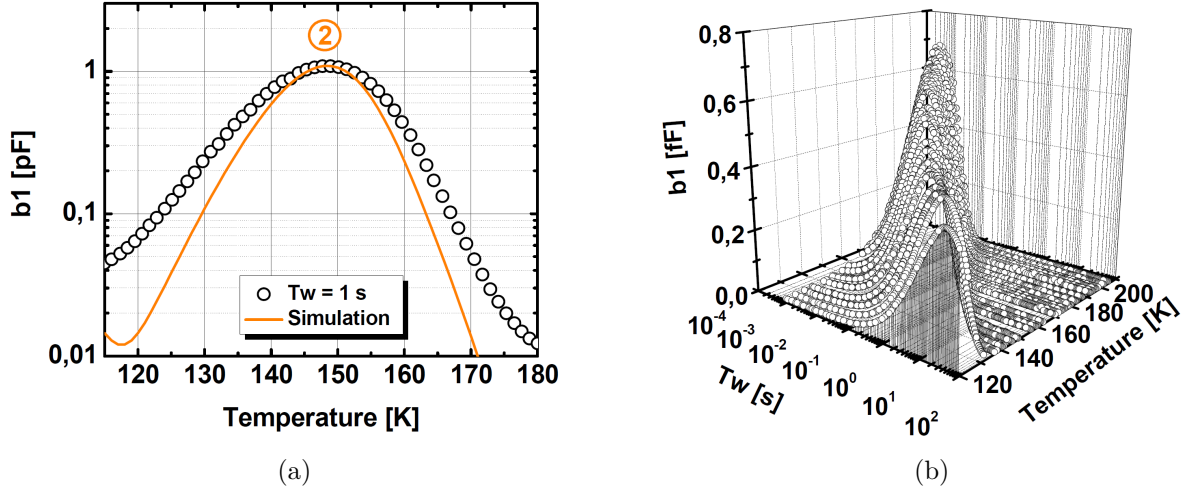 2
1
0,1
0,01
b1 [pF]
Tw = 1 s
Simulation
120 130 140 150 160 170 180
Temperature [K]
(a)
0,8
0,6
0,4
0,2
0,0
b1 [fF]
10-4
10-3
10-2
10-1
100
101
102
Tw [s]
120
140
160
180
200
Temperature [K]
(b)